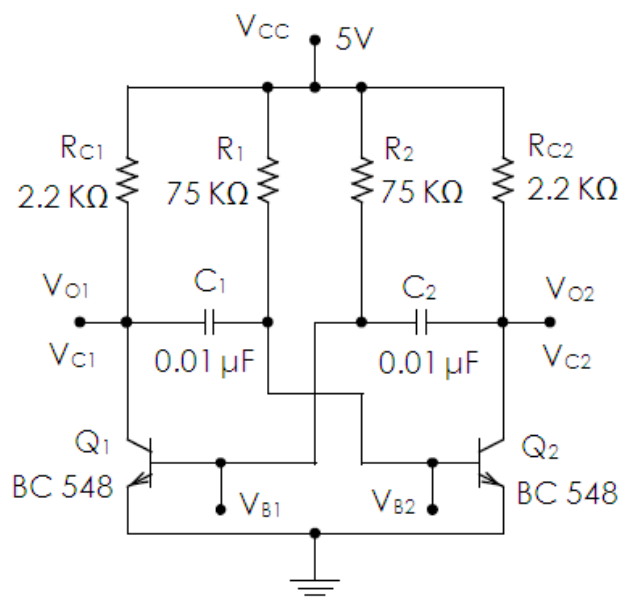 VCC 5V
RC1 R1 R2 RC2
2.2 KΩ 75 KΩ 75 KΩ 2.2 KΩ
VO1 C1 C2 VO2
VC1 0.01 µF 0.01 µF VC2
Q1 Q2
BC 548 BC 548
VB1 VB2